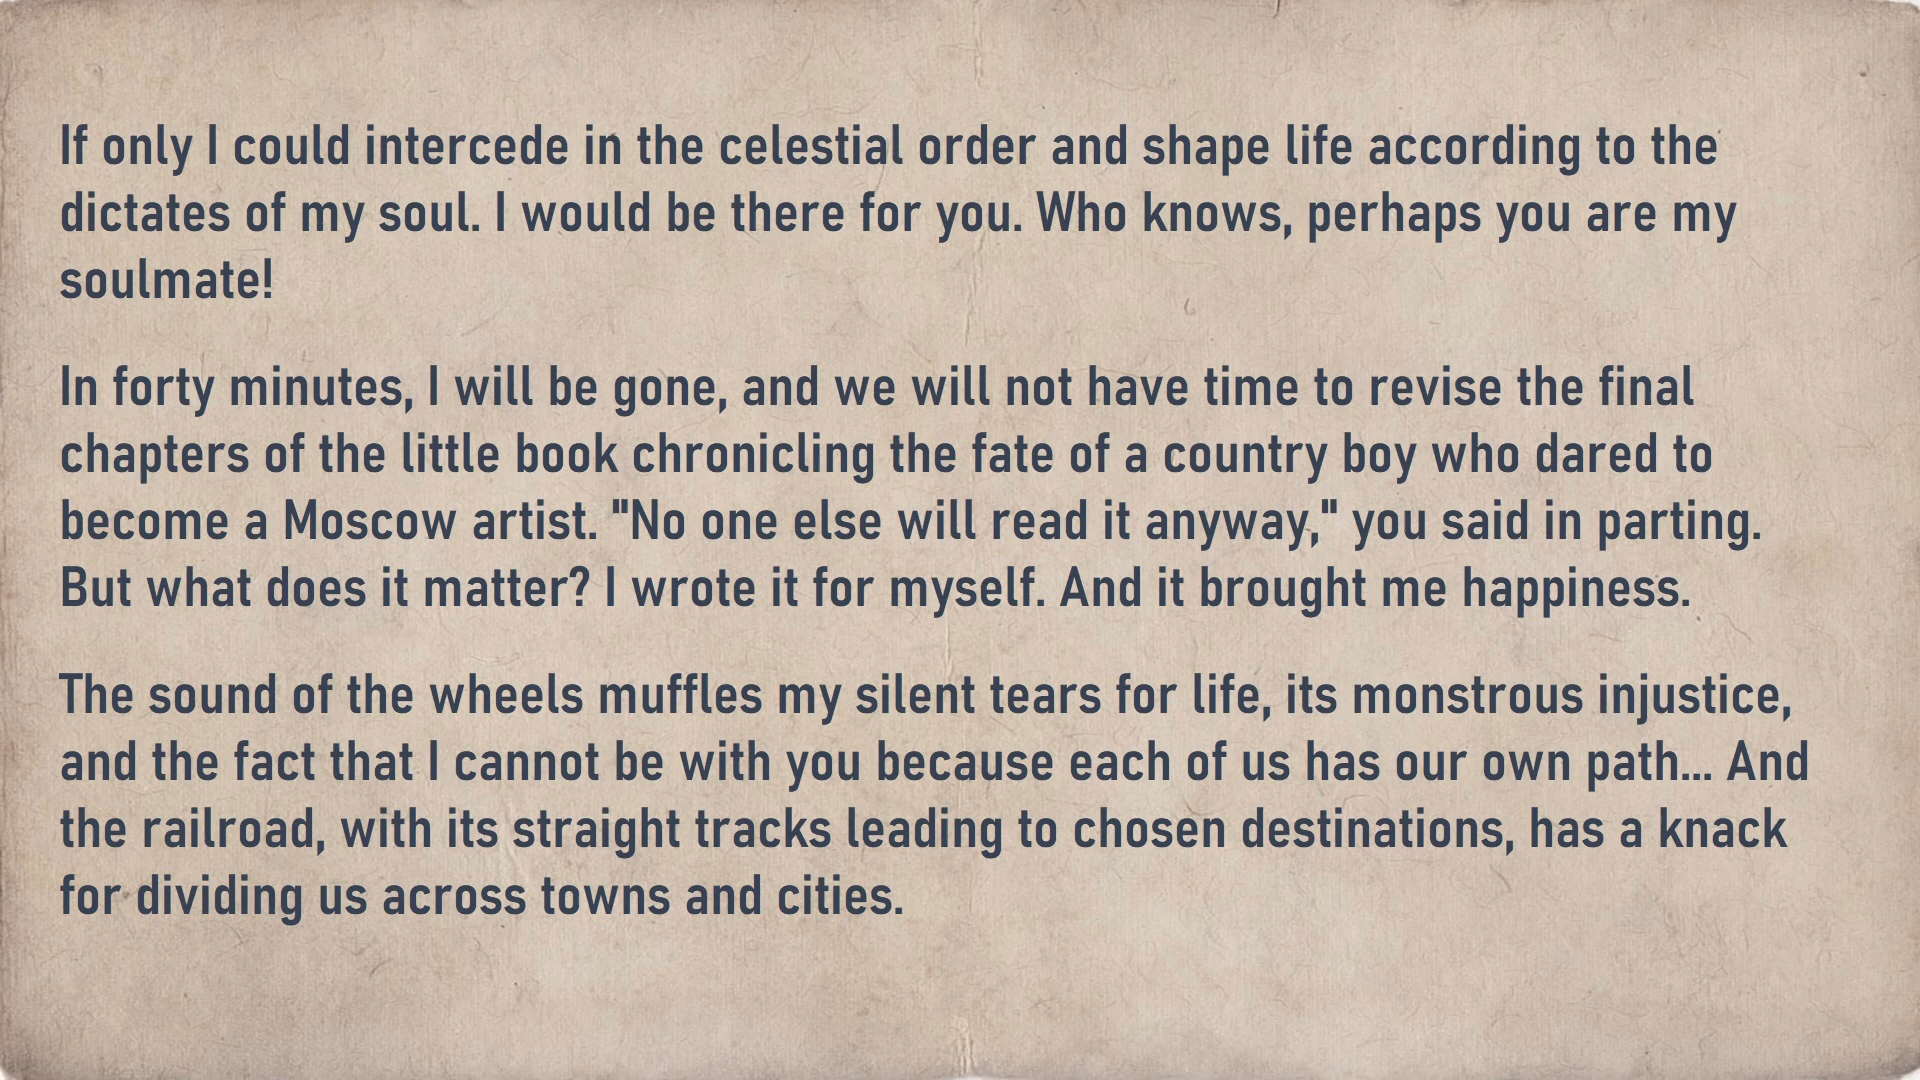 If only I could intercede in the celestial order and shape life according to the
dictates of my soul. I would be there for you. Who knows, perhaps you are my
soulmate!
In forty minutes, I will be gone, and we will not have time to revise the final
chapters of the little book chronicling the fate of a country boy who dared to
become a Moscow artist. "No one else will read it anyway," you said in parting.
But what does it matter? I wrote it for myself. And it brought me happiness.
The sound of the wheels muffles my silent tears for life, its monstrous injustice,
and the fact that I cannot be with you because each of us has our own path... And
the railroad, with its straight tracks leading to chosen destinations, has a knack
for dividing us across towns and cities.